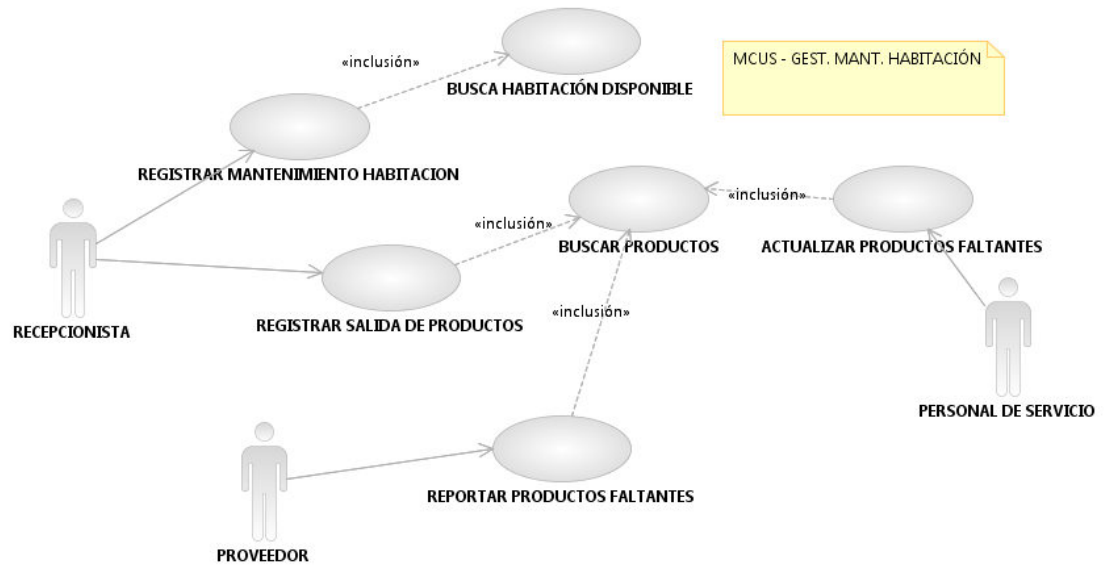 MCUS - GEST. MANT. HABITACIÓN
«inclusión»
BUSCA HABITACIÓN DISPONIBLE
REGISTRAR MANTENIMIENTO HABITACION
«inclusión»
«inclusión»
BUSCAR PRODUCTOS
ACTUALIZAR PRODUCTOS FALTANTES
RECEPCIONISTA
REGISTRAR SALIDA DE PRODUCTOS
«inclusión»
PERSONAL DE SERVICIO
REPORTAR PRODUCTOS FALTANTES
PROVEEDOR